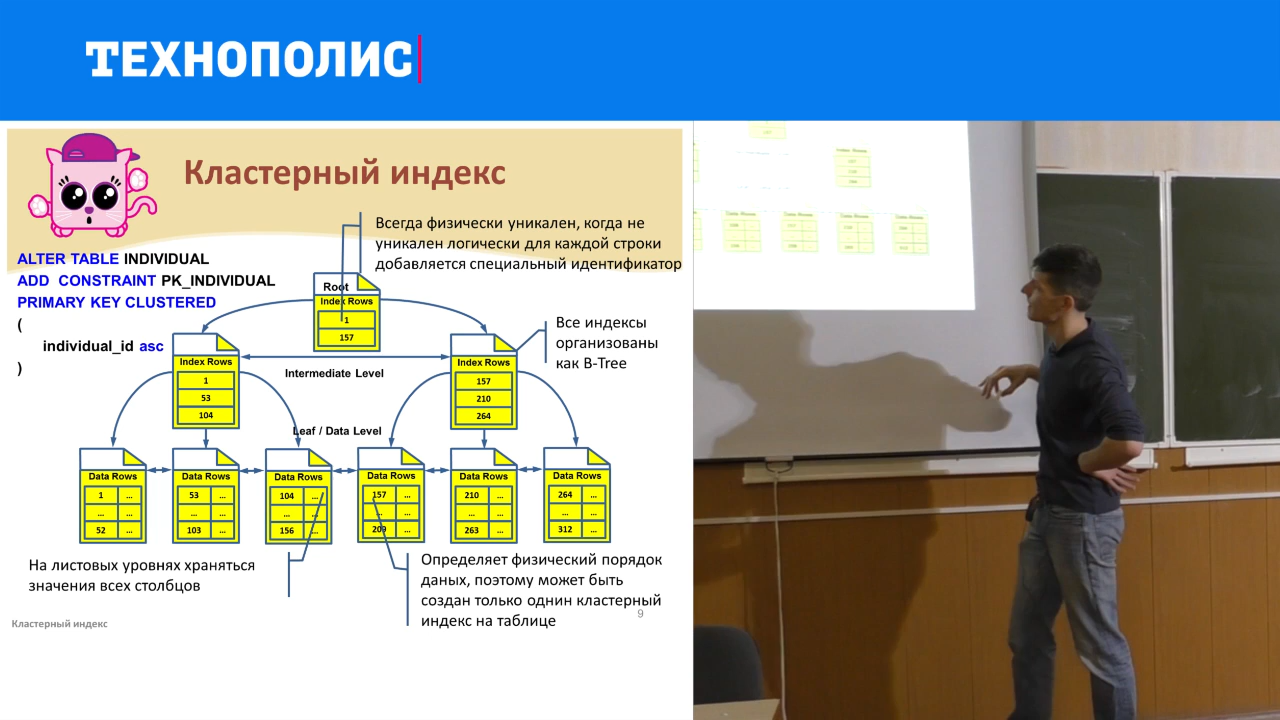 ТЕХНОПОЛИС
Кластерный индекс
Всегда физически уникален, когда не
уникален логически для каждой строки
добавляется специальный идентификатор
ALTER TABLE INDIVIDUAL
ADD CONSTRAINT PK_INDIVIDUAL
PRIMARY KEY CLUSTERED
(
individual_id asc
)
Root
Index Rows
1
157
Все индексы
организованы
как B-Tree
Index Rows
1
53
104
Intermediate Level
Index Rows
157
210
264
Leaf / Data Level
Data Rows
1 ...
... ...
52 ...
Data Rows
53 ...
... ...
103 ...
Data Rows
104 ...
... ...
156 ...
Data Rows
157 ...
... ...
209 ...
Data Rows
210 ...
... ...
263 ...
Data Rows
264 ...
... ...
312 ...
На листовых уровнях храняться
значения всех столбцов
Определяет физический порядок
даных, поэтому может быть
создан только однин кластерный
индекс на таблице
Кластерный индекс
9